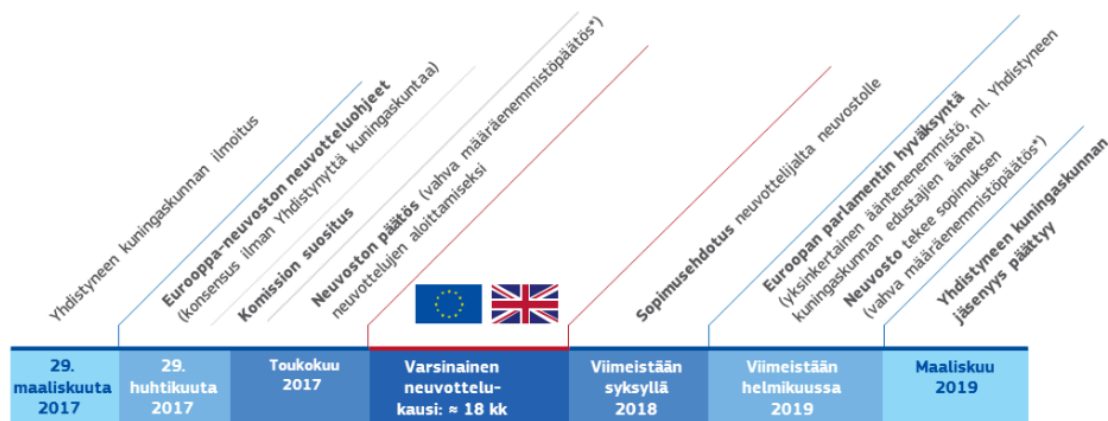 Yhdistyneen kuningaskunnan ilmoitus
Eurooppa-neuvoston neuvotteluohjeet
(konsensus ilman Yhdistynyttä kuningaskuntaa)
Komission suositus
Neuvoston päätös (vahva määräenemmistöpäätös*)
neuvottelujen aloittamiseksi
Sopimusehdotus neuvottelijalta neuvostolle
Euroopan parlamentin hyväksyntä
(yksinkertainen ääntenenemmistö, ml. Yhdistyneen
kuningaskunnan edustajien äänet)
Neuvosto tekee sopimuksen
(vahva määräenemmistöpäätös*)
Yhdistyneen kuningaskunnan
jäsenyys päättyy
29.
maaliskuuta
2017
29.
huhtikuuta
2017
Toukokuu
2017
Varsinainen
neuvottelu-
kausi: ≈ 18 kk
Viimeistään
syksyllä
2018
Viimeistään
helmikuussa
2019
Maaliskuu
2019